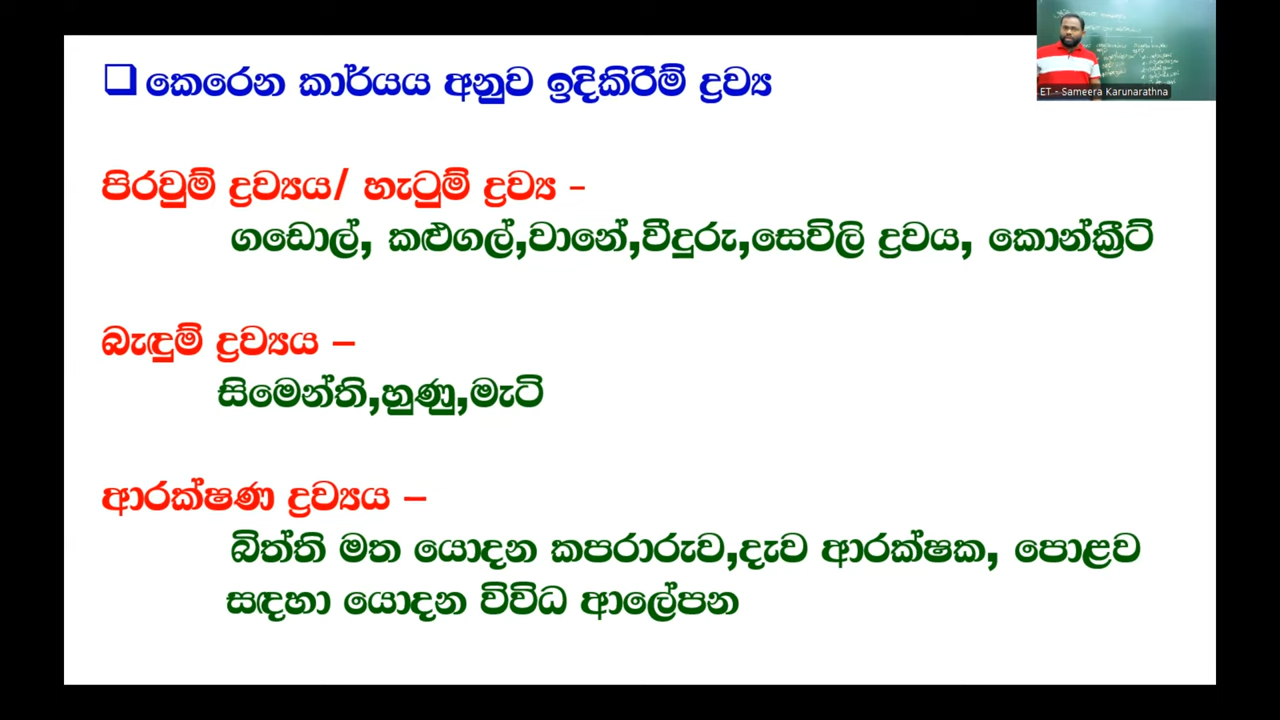 ❑ කෙරෙන කාර්යය අනුව ඉදිකිරීම් ද්‍රව්‍ය
ET - Sameera Karunarathna
පිරවුම් ද්‍රව්‍යය/ හැටුම් ද්‍රව්‍ය -
ගඩොල්, කළුගල්,වානේ,වීදුරු,සෙවිලි ද්‍රවය, කොන්ක්‍රීට්
බැඳුම් ද්‍රව්‍යය –
සිමෙන්ති,හුණු,මැටි
ආරක්ෂණ ද්‍රව්‍යය –
බිත්ති මත යොදන කපරාරුව,දැව ආරක්ෂක, පොළව
සඳහා යොදන විවිධ ආලේපන